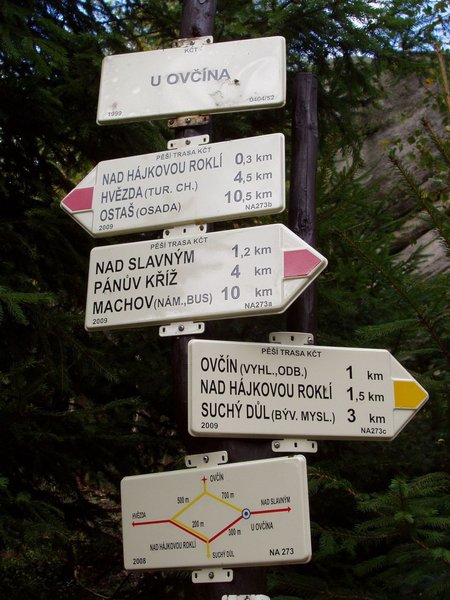 KČT
U OVČÍNA
1999 0404/52
PĚŠÍ TRASA KČT
NAD HÁJKOVOU ROKLÍ 0,3 km
HVĚZDA (TUR. CH.) 4,5 km
OSTAŠ (OSADA) 10,5 km
2009 NA273b
PĚŠÍ TRASA KČT
NAD SLAVNÝM 1,2 km
PÁNŮV KŘÍŽ 4 km
MACHOV (NÁM.,BUS) 10 km
2009 NA273a
PĚŠÍ TRASA KČT
OVČÍN (VYHL.,ODB.) 1 km
NAD HÁJKOVOU ROKLÍ 1,5 km
SUCHÝ DŮL (BÝV. MYSL.) 3 km
2009 NA273c
OVČÍN
500 m 700 m
HVĚZDA NAD SLAVNÝM
200 m U OVČÍNA
300 m
NAD HÁJKOVOU ROKLÍ
SUCHÝ DŮL
2008 NA 273